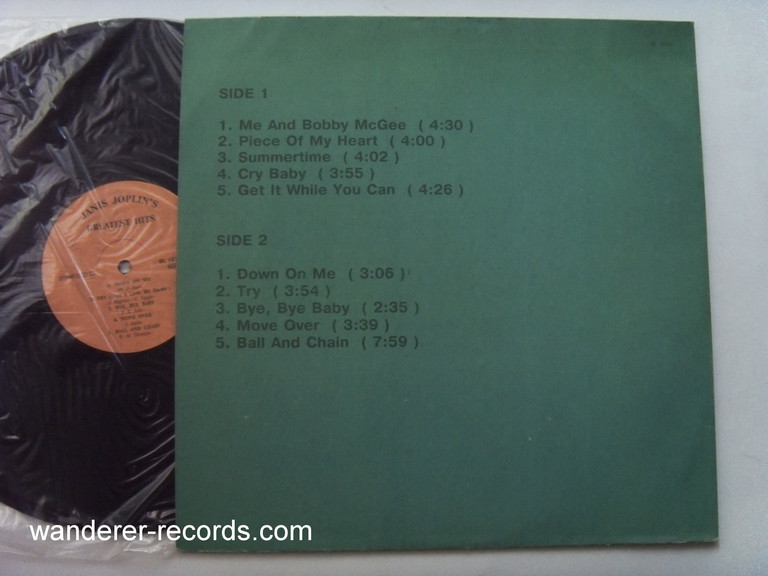 SIDE 1
1. Me And Bobby McGee ( 4:30 )
2. Piece Of My Heart ( 4:00 )
3. Summertime ( 4:02 )
4. Cry Baby ( 3:55 )
5. Get It While You Can ( 4:26 )
SIDE 2
1. Down On Me ( 3:06 )
2. Try ( 3:54 )
3. Bye, Bye Baby ( 2:35 )
4. Move Over ( 3:39 )
5. Ball And Chain ( 7:59 )
JANIS JOPLIN'S
GREATEST HITS
wanderer-records.com